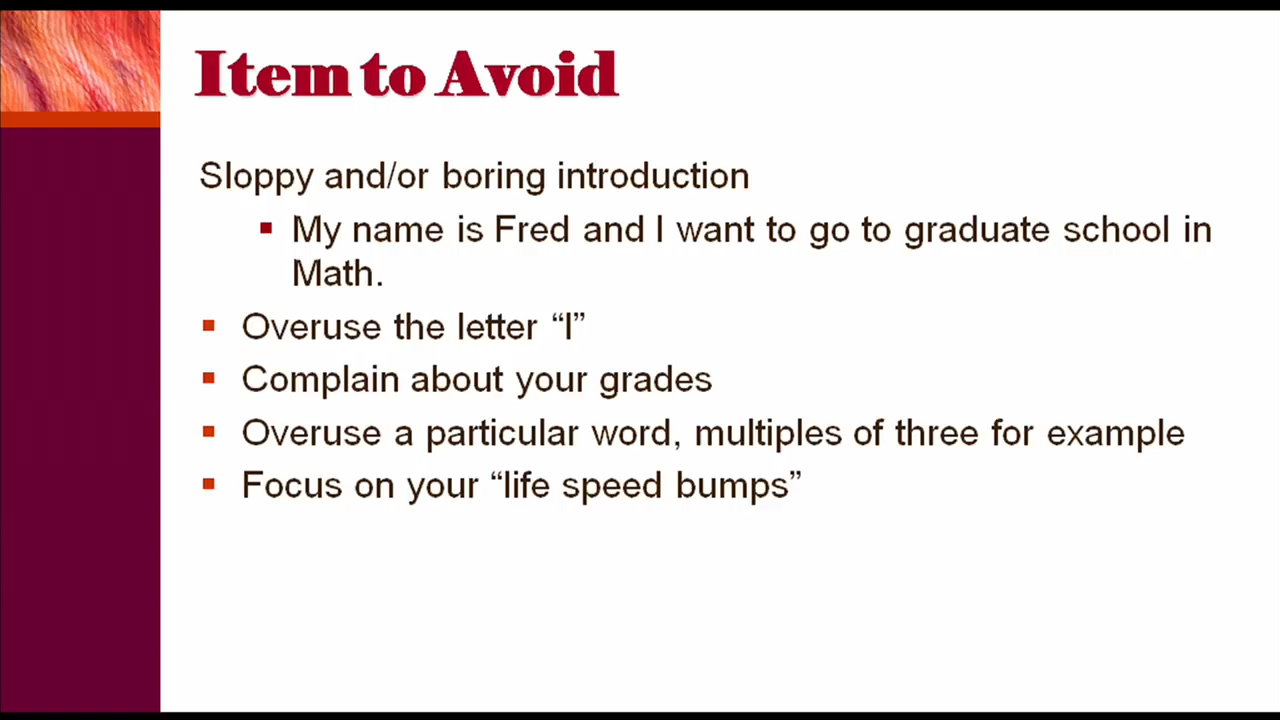 Item to Avoid
Sloppy and/or boring introduction
▪ My name is Fred and I want to go to graduate school in
Math.
▪ Overuse the letter “I”
▪ Complain about your grades
▪ Overuse a particular word, multiples of three for example
▪ Focus on your “life speed bumps”